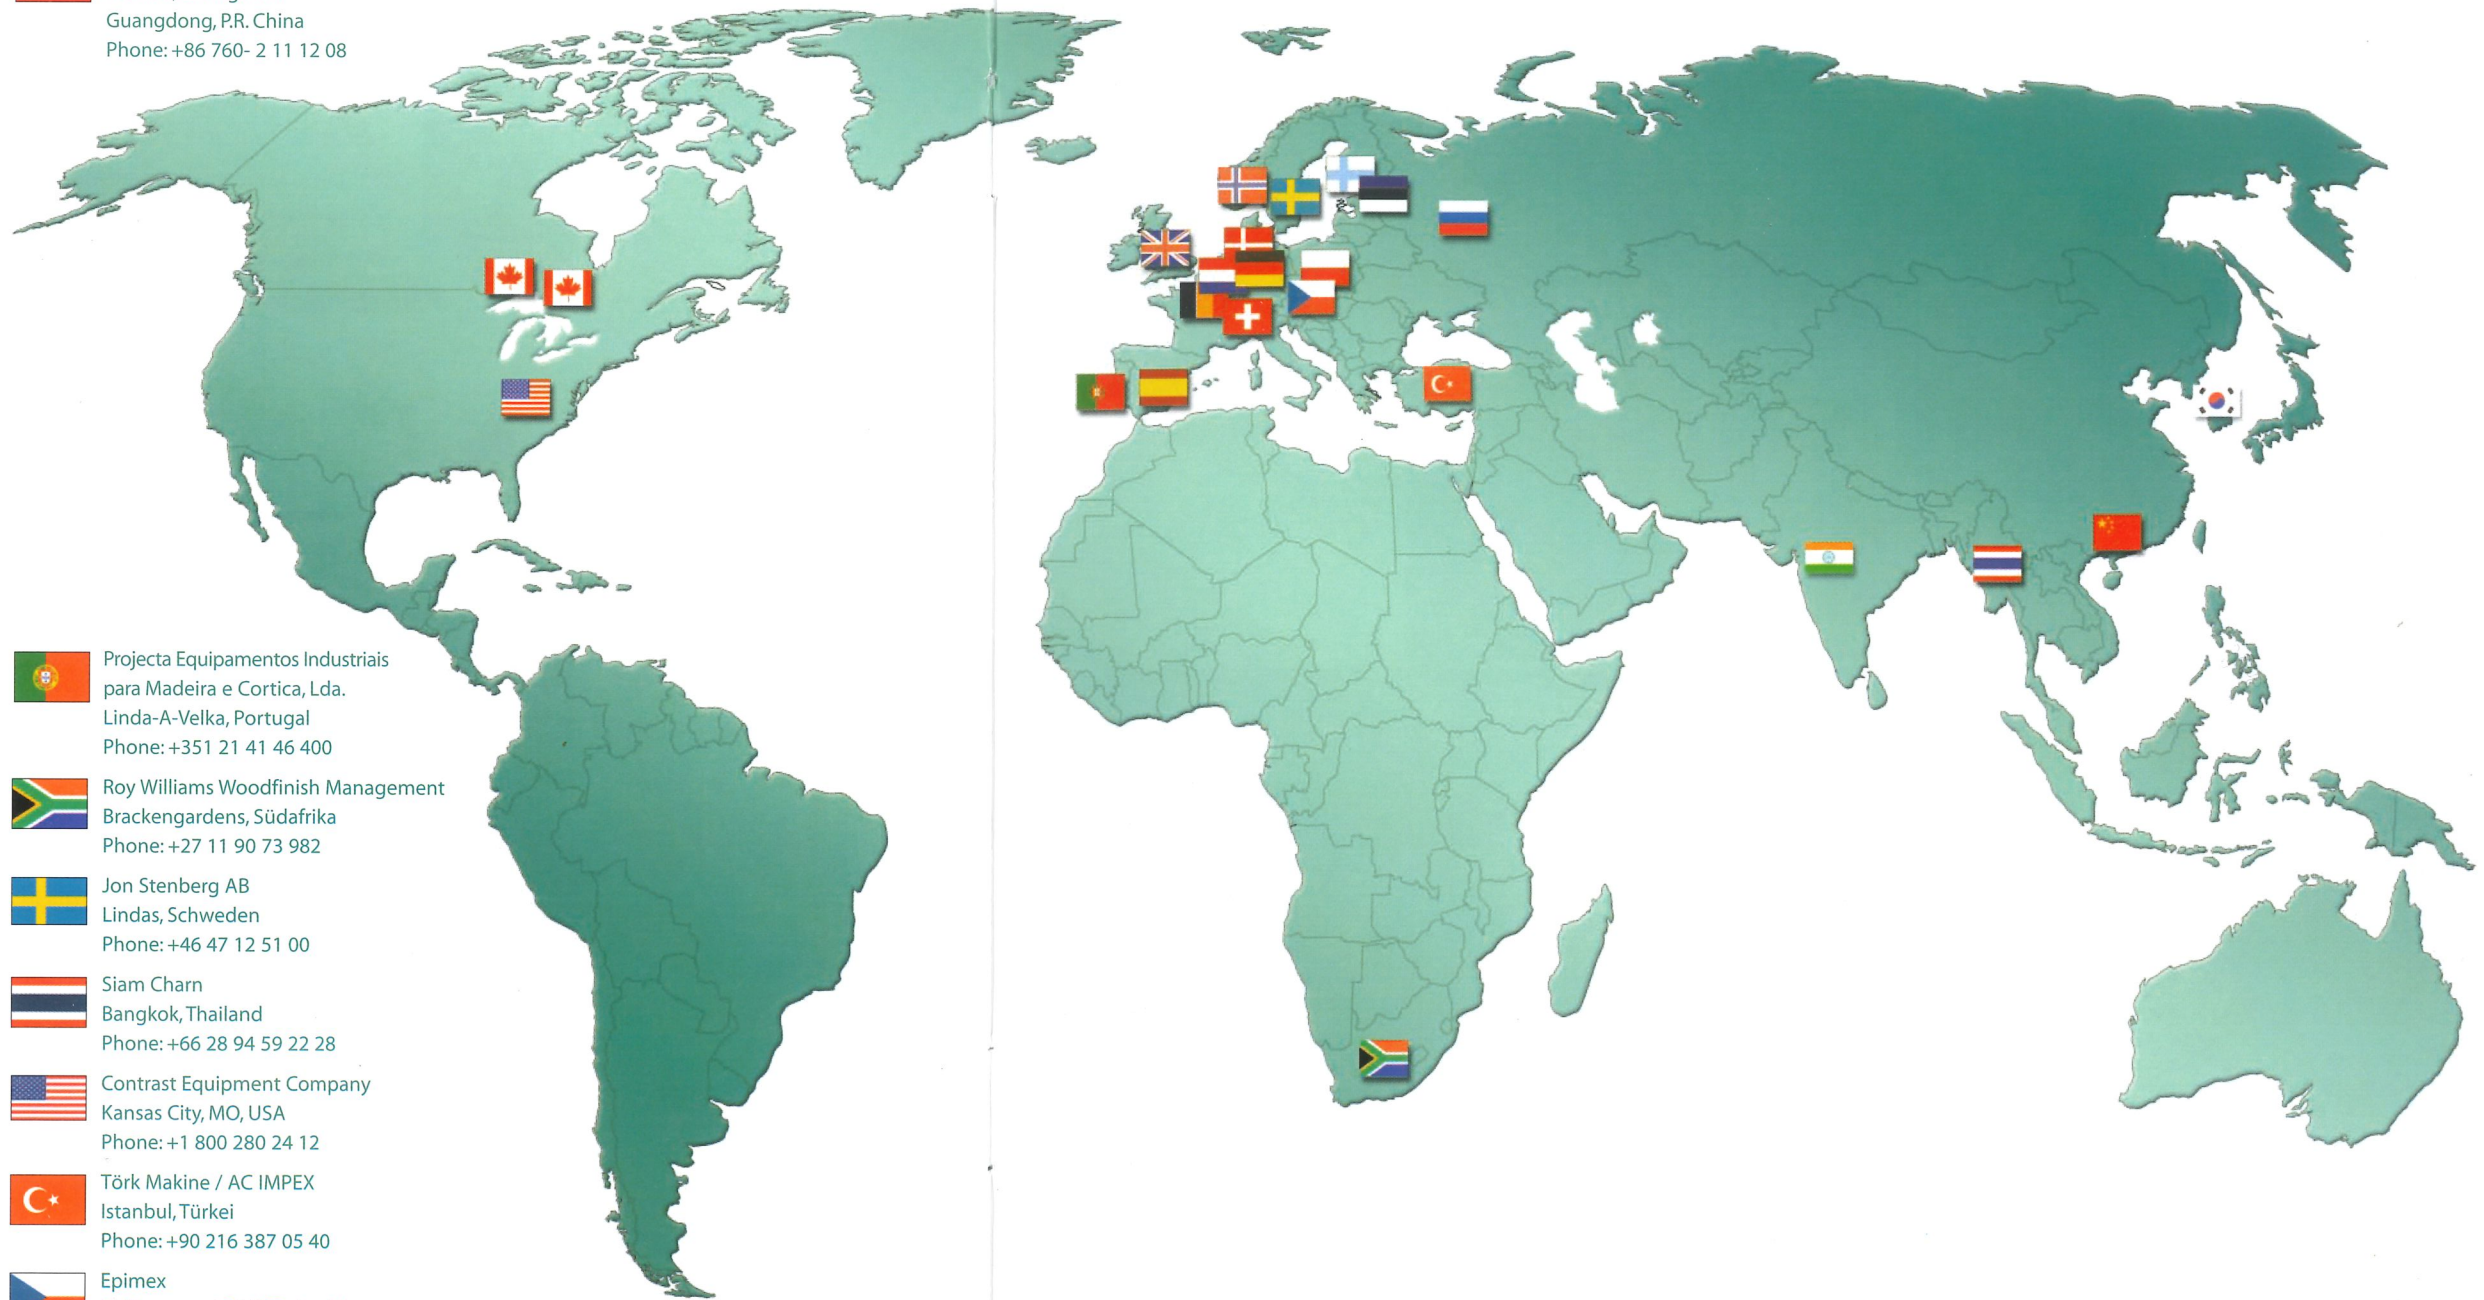 Guangdong, P.R. China
Phone: +86 760- 2 11 12 08
Projecta Equipamentos Industriais
para Madeira e Cortica, Lda.
Linda-A-Velka, Portugal
Phone: +351 21 41 46 400
Roy Williams Woodfinish Management
Brackengardens, Südafrika
Phone: +27 11 90 73 982
Jon Stenberg AB
Lindas, Schweden
Phone: +46 47 12 51 00
Siam Charn
Bangkok, Thailand
Phone: +66 28 94 59 22 28
Contrast Equipment Company
Kansas City, MO, USA
Phone: +1 800 280 24 12
Törk Makine / AC IMPEX
Istanbul, Türkei
Phone: +90 216 387 05 40
Epimex